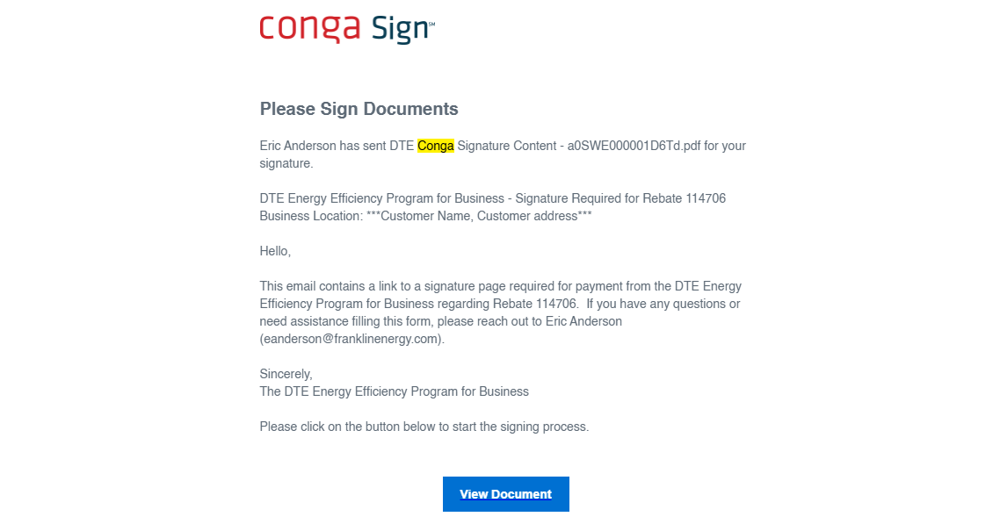 conga Sign SM
Please Sign Documents
Eric Anderson has sent DTE Conga Signature Content - a0SWE000001D6Td.pdf for your
signature.
DTE Energy Efficiency Program for Business - Signature Required for Rebate 114706
Business Location: ***Customer Name, Customer address***
Hello,
This email contains a link to a signature page required for payment from the DTE Energy
Efficiency Program for Business regarding Rebate 114706.  If you have any questions or
need assistance filling this form, please reach out to Eric Anderson
(eanderson@franklinenergy.com).
Sincerely,
The DTE Energy Efficiency Program for Business
Please click on the button below to start the signing process.
View Document